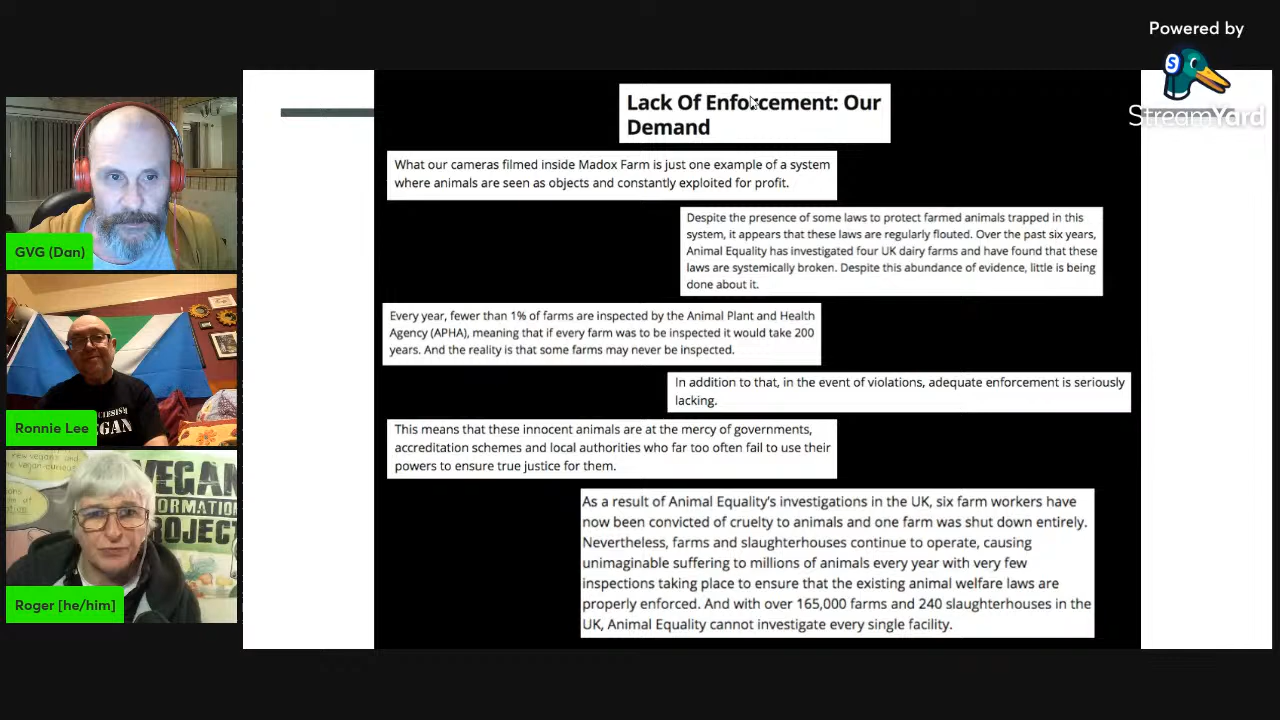 Powered by
StreamYard
Lack Of Enforcement: Our
Demand
What our cameras filmed inside Madox Farm is just one example of a system
where animals are seen as objects and constantly exploited for profit.
Despite the presence of some laws to protect farmed animals trapped in this
system, it appears that these laws are regularly flouted. Over the past six years,
Animal Equality has investigated four UK dairy farms and have found that these
laws are systemically broken. Despite this abundance of evidence, little is being
done about it.
Every year, fewer than 1% of farms are inspected by the Animal Plant and Health
Agency (APHA), meaning that if every farm was to be inspected it would take 200
years. And the reality is that some farms may never be inspected.
In addition to that, in the event of violations, adequate enforcement is seriously
lacking.
This means that these innocent animals are at the mercy of governments,
accreditation schemes and local authorities who far too often fail to use their
powers to ensure true justice for them.
As a result of Animal Equality's investigations in the UK, six farm workers have
now been convicted of cruelty to animals and one farm was shut down entirely.
Nevertheless, farms and slaughterhouses continue to operate, causing
unimaginable suffering to millions of animals every year with very few
inspections taking place to ensure that the existing animal welfare laws are
properly enforced. And with over 165,000 farms and 240 slaughterhouses in the
UK, Animal Equality cannot investigate every single facility.
GVG (Dan)
Ronnie Lee
VEGAN
ORMATION
ROJECT
Roger [he/him]